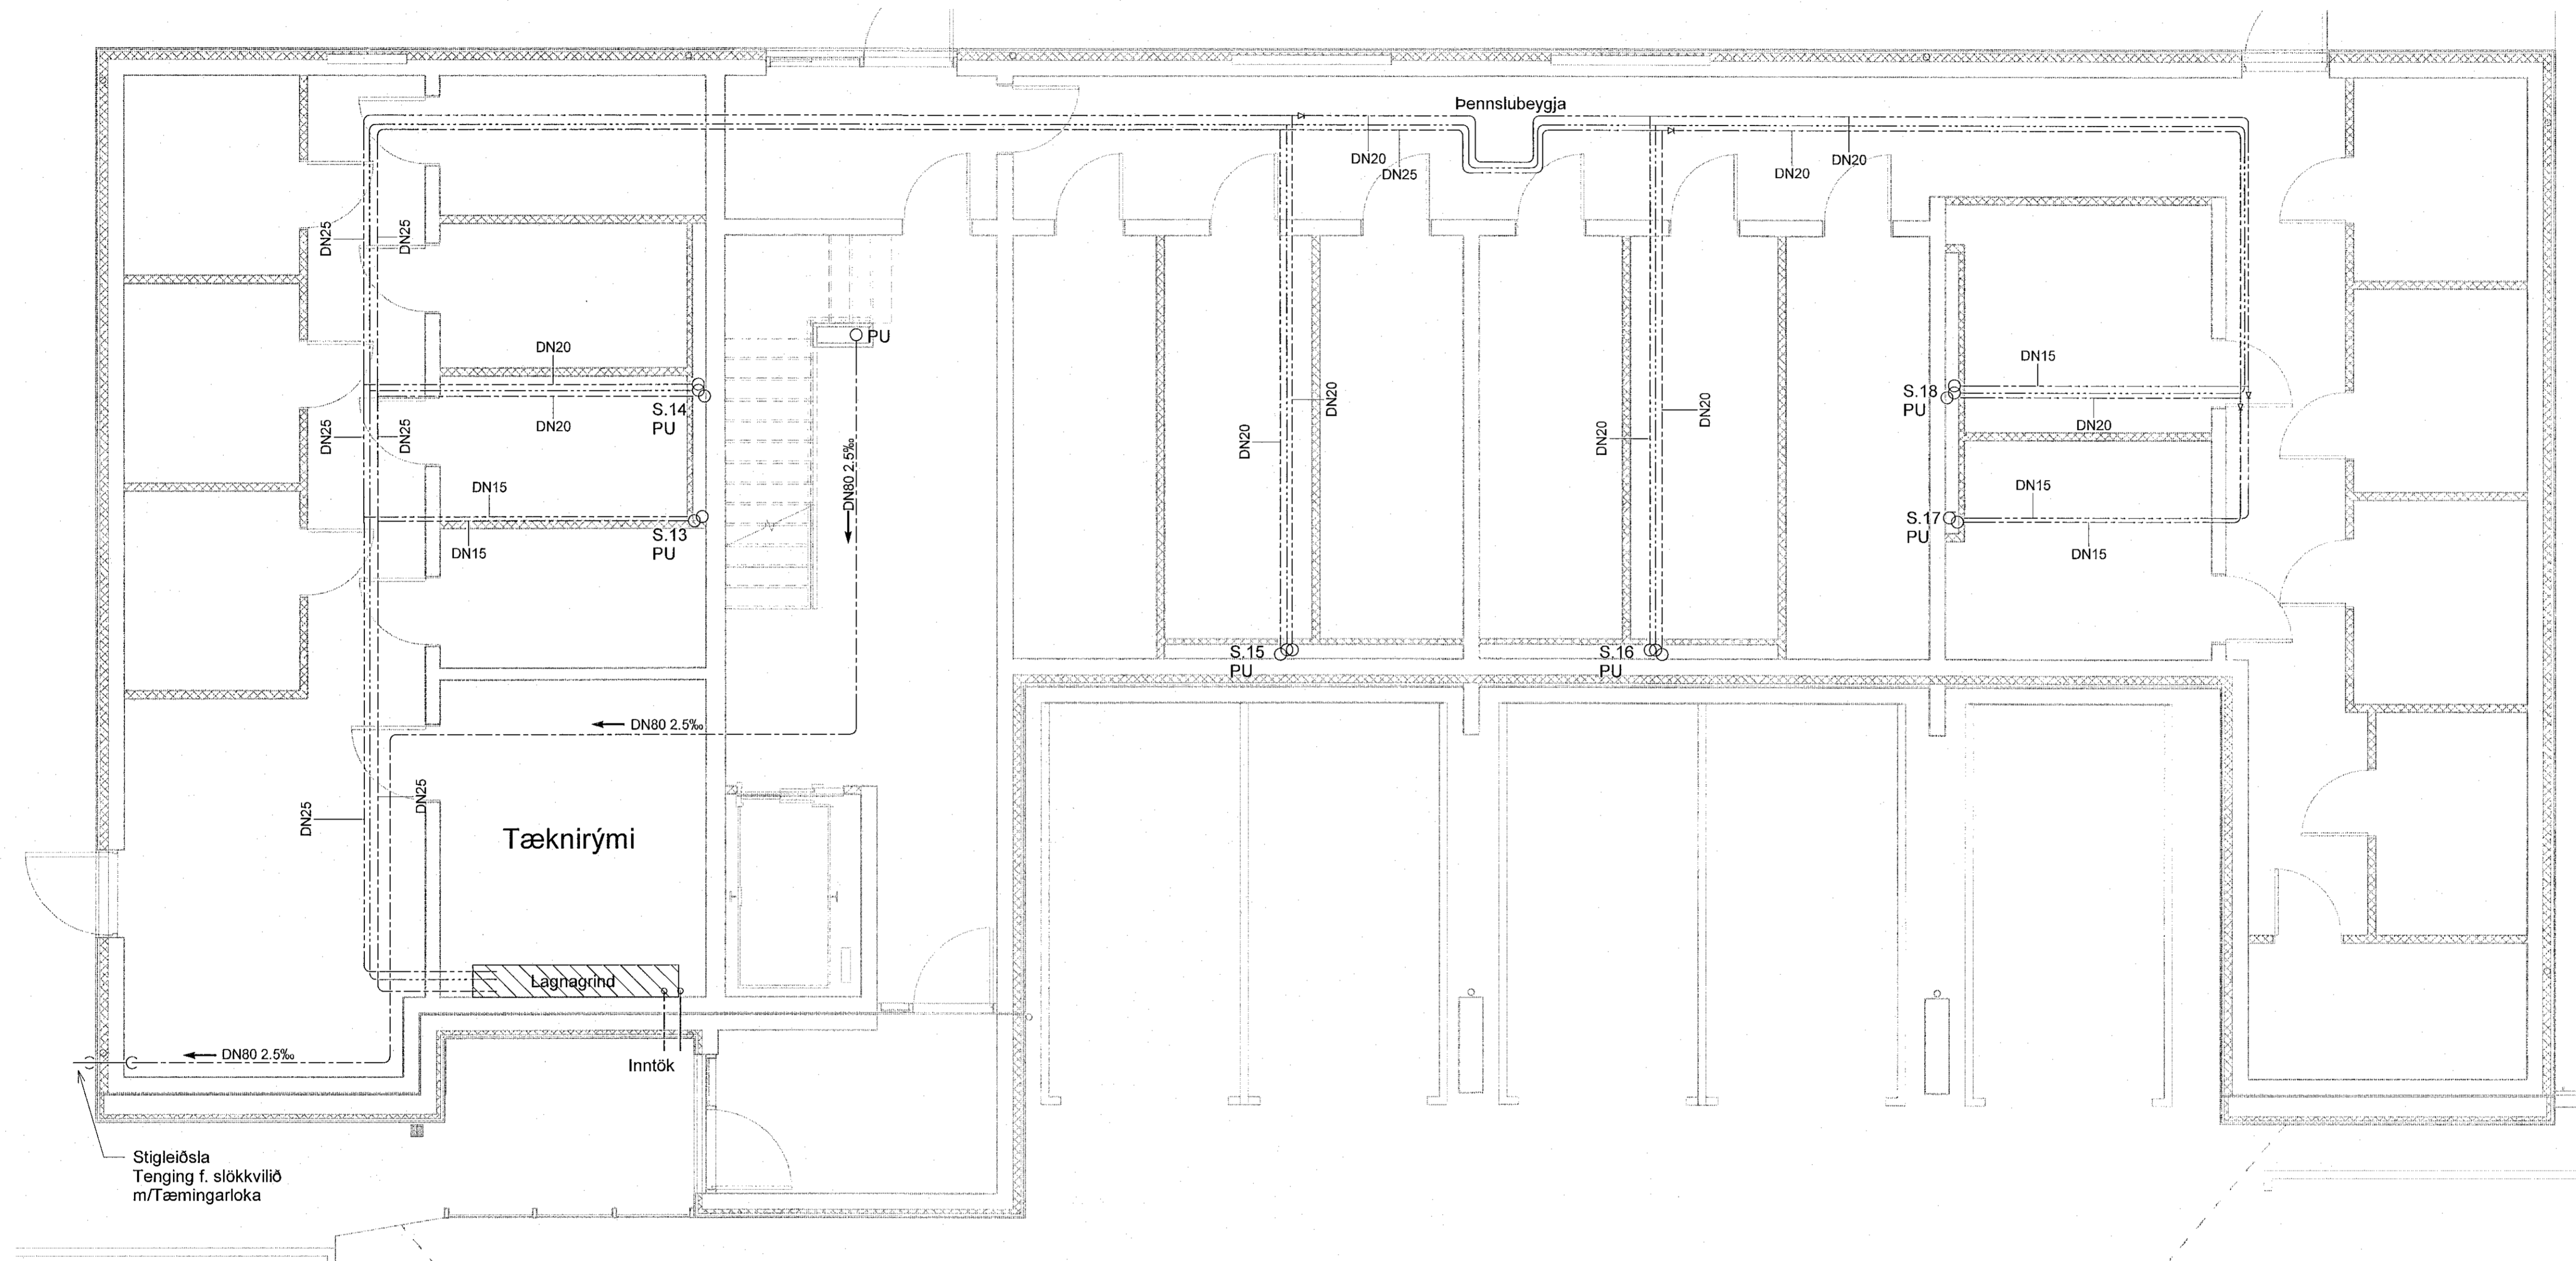 Þennslubeygja
DN20
DN25
DN20
DN20
DN25
DN25
PU
DN20
S.14
PU
DN20
DN25
DN25
DN15
S.13
PU
DN15
DN80 2.5‰
DN20
DN20
DN20
DN20
S.15
PU
S.16
PU
DN15
S.18
PU
DN20
DN15
S.17
PU
DN15
DN80 2.5‰
DN25
DN25
Tæknirými
Lagnagrind
Inntök
DN80 2.5‰
Stigleiðsla
Tenging f. slökkvilið
m/Tæmingarloka